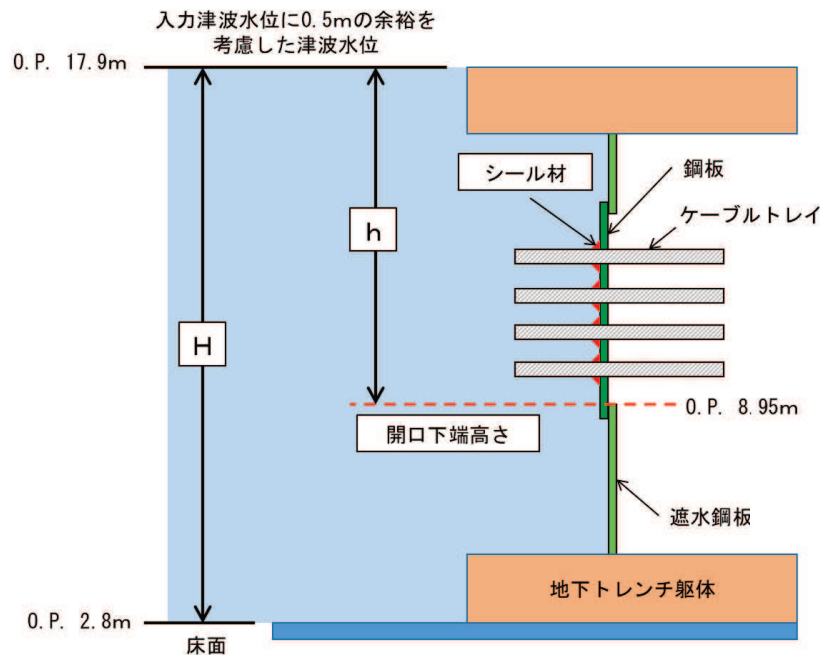 入力津波水位に0.5mの余裕を
考慮した津波水位
O.P. 17.9m
シール材
鋼板
ケーブルトレイ
h
H
O.P. 8.95m
開口下端高さ
遮水鋼板
地下トレンチ躯体
O.P. 2.8m
床面